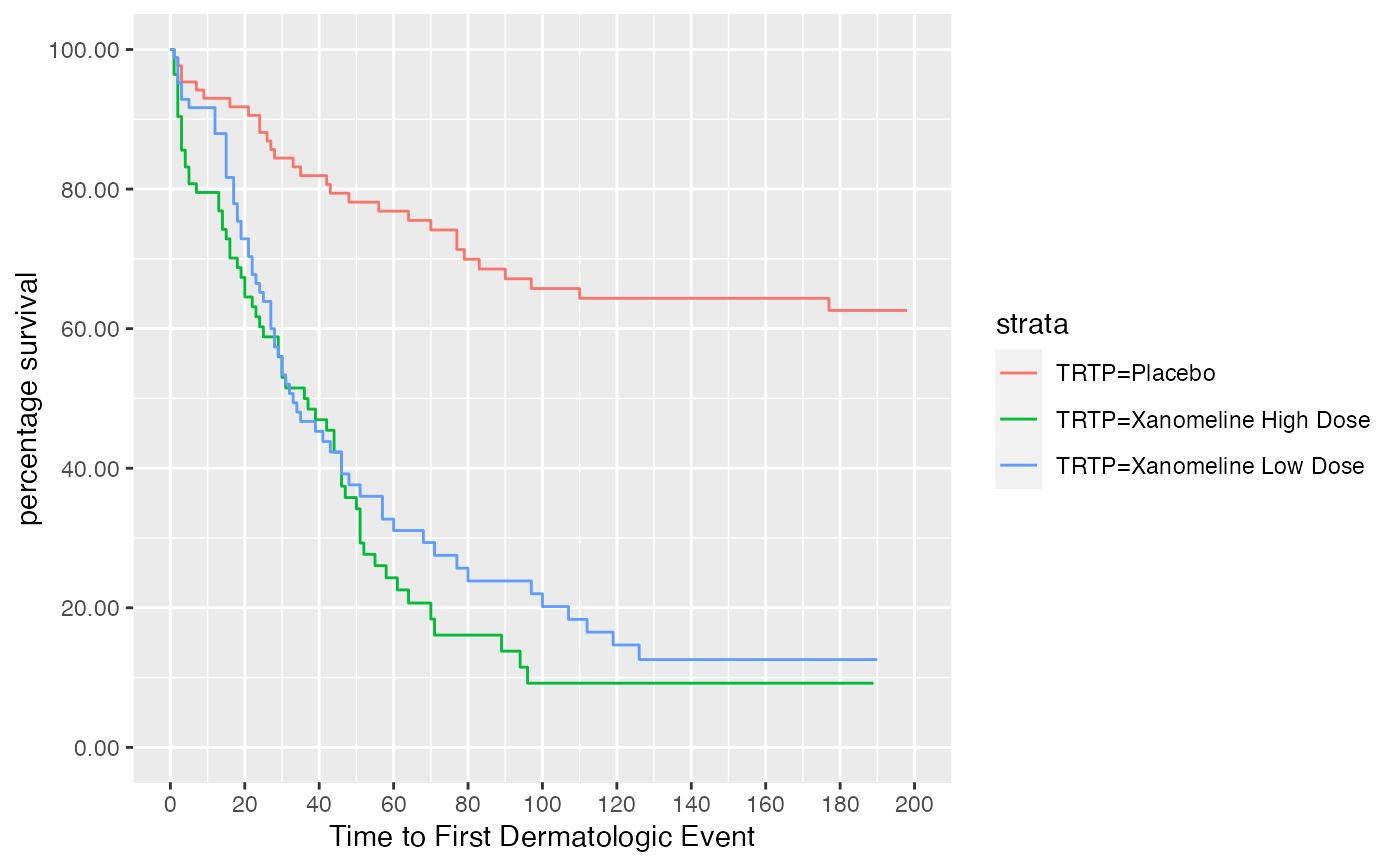 100.00
80.00
60.00
40.00
20.00
0.00
percentage survival
0 20 40 60 80 100 120 140 160 180 200
Time to First Dermatologic Event
strata
TRTP=Placebo
TRTP=Xanomeline High Dose
TRTP=Xanomeline Low Dose